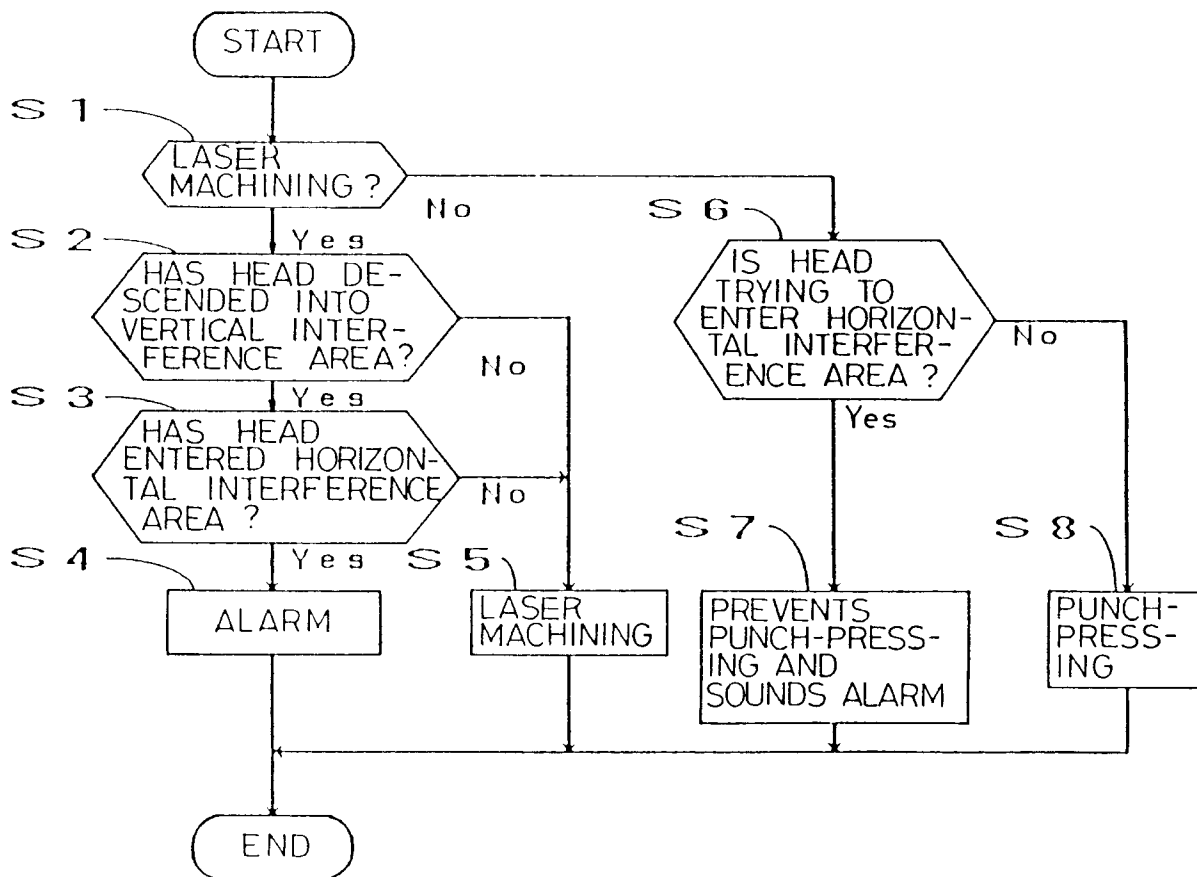 START
S 1
LASER
MACHINING ?
No
Yes
S 2
HAS HEAD DE-
SCENDED INTO
VERTICAL INTER-
FERENCE AREA?
No
Yes
S 3
HAS HEAD
ENTERED HORIZON-
TAL INTERFERENCE
AREA ?
No
Yes
S 4
ALARM
S 5
LASER
MACHINING
S 6
IS HEAD
TRYING TO
ENTER HORIZON-
TAL INTERFER-
ENCE AREA ?
No
Yes
S 7
PREVENTS
PUNCH-PRESS-
ING AND
SOUNDS ALARM
S 8
PUNCH-
PRESS-
ING
END